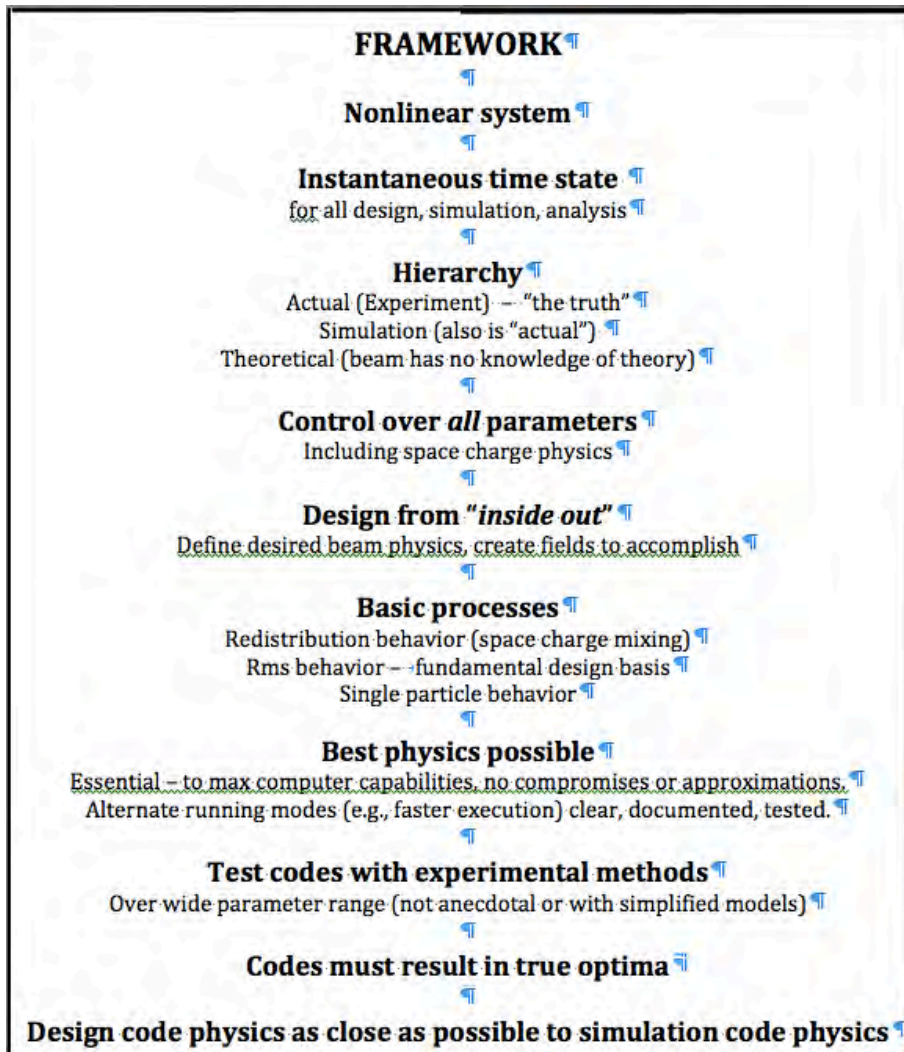 FRAMEWORK¶
¶
Nonlinear system¶
¶
Instantaneous time state ¶
for all design, simulation, analysis¶
¶
Hierarchy¶
Actual (Experiment) – “the truth”¶
Simulation (also is “actual”) ¶
Theoretical (beam has no knowledge of theory)¶
¶
Control over all parameters¶
Including space charge physics¶
¶
Design from “inside out”¶
Define desired beam physics, create fields to accomplish¶
¶
Basic processes¶
Redistribution behavior (space charge mixing)¶
Rms behavior – →fundamental design basis¶
Single particle behavior¶
¶
Best physics possible¶
Essential – to max computer capabilities, no compromises or approximations. ¶
Alternate running modes (e.g., faster execution) clear, documented, tested.¶
¶
Test codes with experimental methods¶
Over wide parameter range (not anecdotal or with simplified models)¶
¶
Codes must result in true optima¶
¶
Design code physics as close as possible to simulation code physics¶